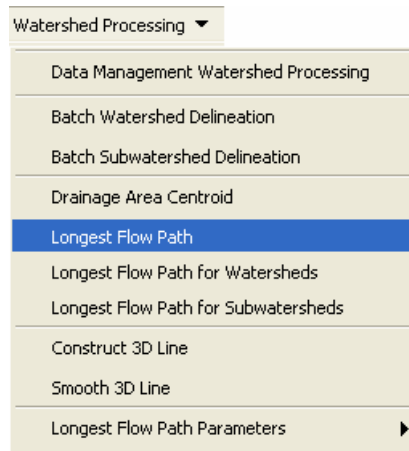 Watershed Processing
Data Management Watershed Processing
Batch Watershed Delineation
Batch Subwatershed Delineation
Drainage Area Centroid
Longest Flow Path
Longest Flow Path for Watersheds
Longest Flow Path for Subwatersheds
Construct 3D Line
Smooth 3D Line
Longest Flow Path Parameters